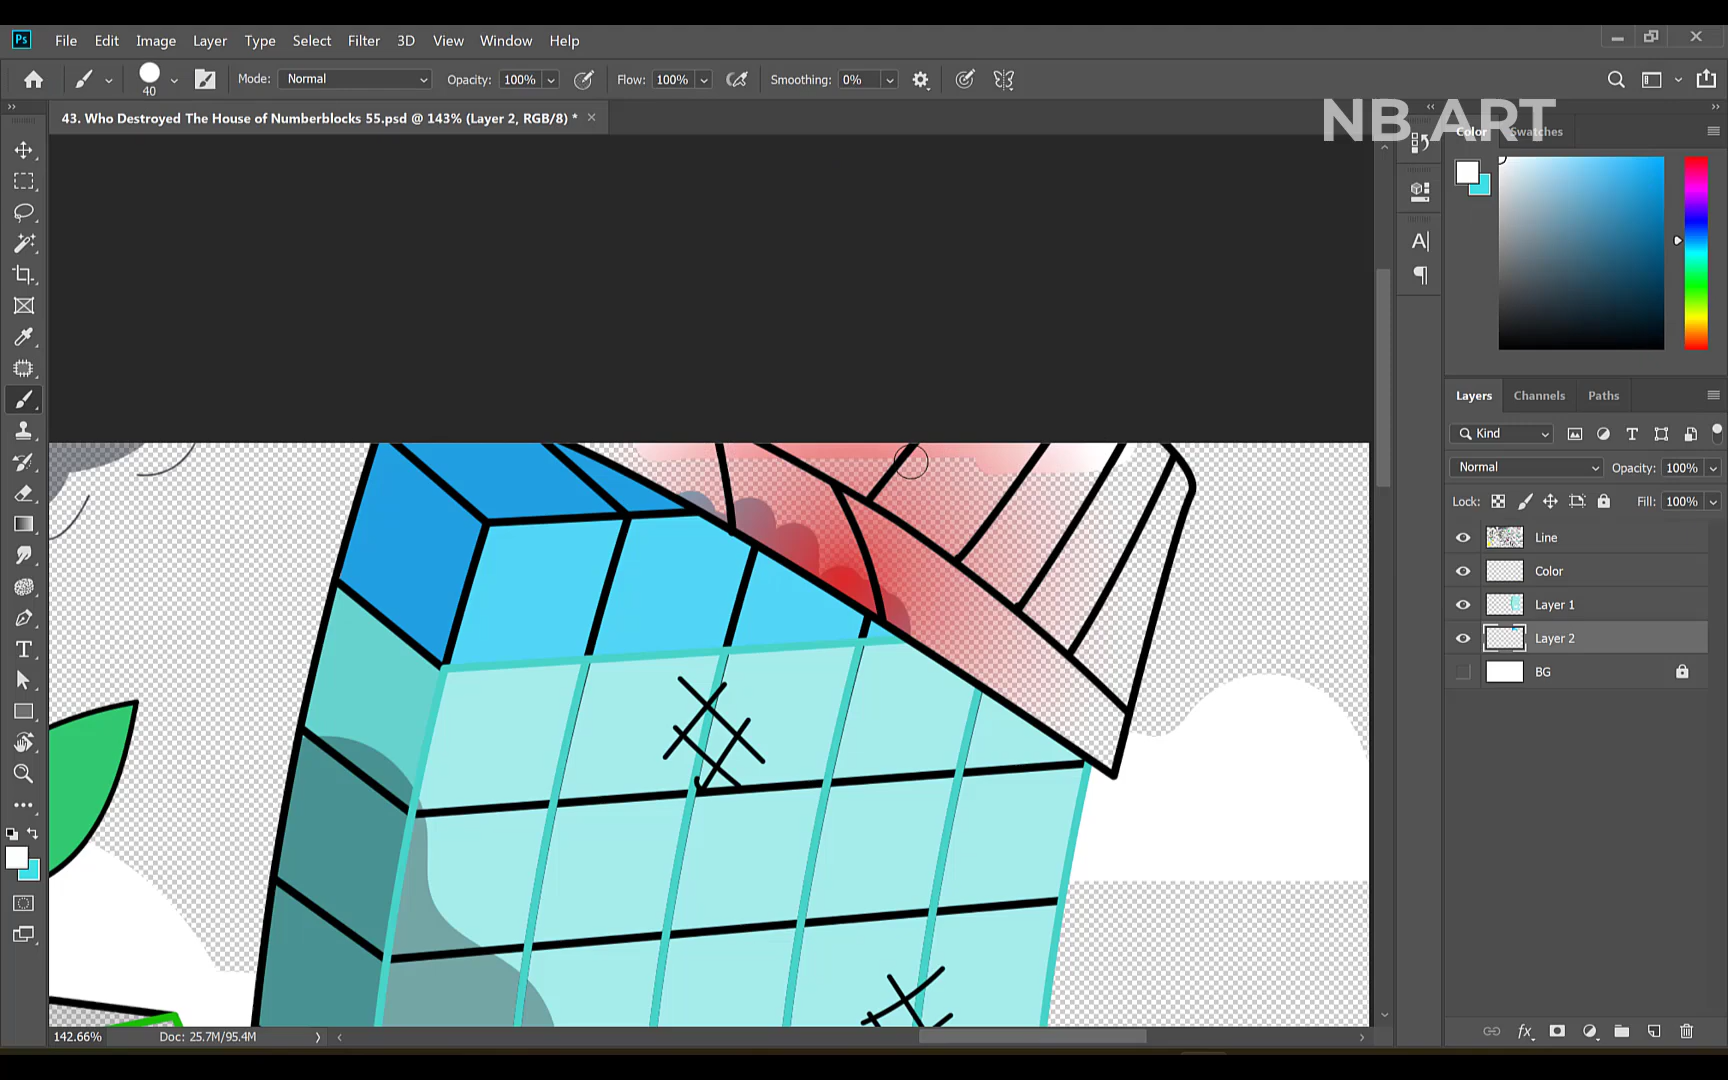 Ps File Edit Image Layer Type Select Filter 3D View Window Help
40 Mode: Normal Opacity: 100% Flow: 100% Smoothing: 0%
43. Who Destroyed The House of Numberblocks 55.psd @ 143% (Layer 2, RGB/8) * ×
NB ART
Color Swatches
Layers Channels Paths
Kind
Normal Opacity: 100%
Lock: Fill: 100%
Line
Color
Layer 1
Layer 2
BG
142.66% Doc: 25.7M/95.4M